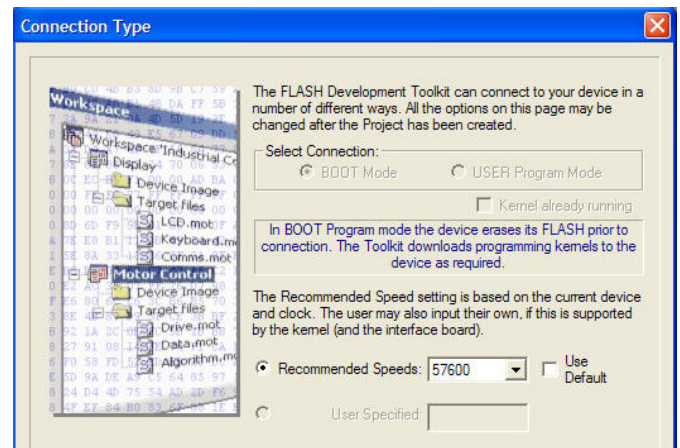 Connection Type
The FLASH Development Toolkit can connect to your device in a
number of different ways. All the options on this page may be
changed after the Project has been created.
Select Connection:
BOOT Mode
USER Program Mode
Kernel already running
In BOOT Program mode the device erases its FLASH prior to
connection. The Toolkit downloads programming kernels to the
device as required.
The Recommended Speed setting is based on the current device
and clock. The user may also input their own, if this is supported
by the kernel (and the interface board).
Recommended Speeds: 57600
Use
Default
User Specified:
Workspace
Workspace "Industrial Ce
Display
Device Image
Target files
LCD.mot
Keyboard.m
Comms.mot
Motor Control
Device Image
Target files
Drive.mot
Data.mot
Algorithm.mo